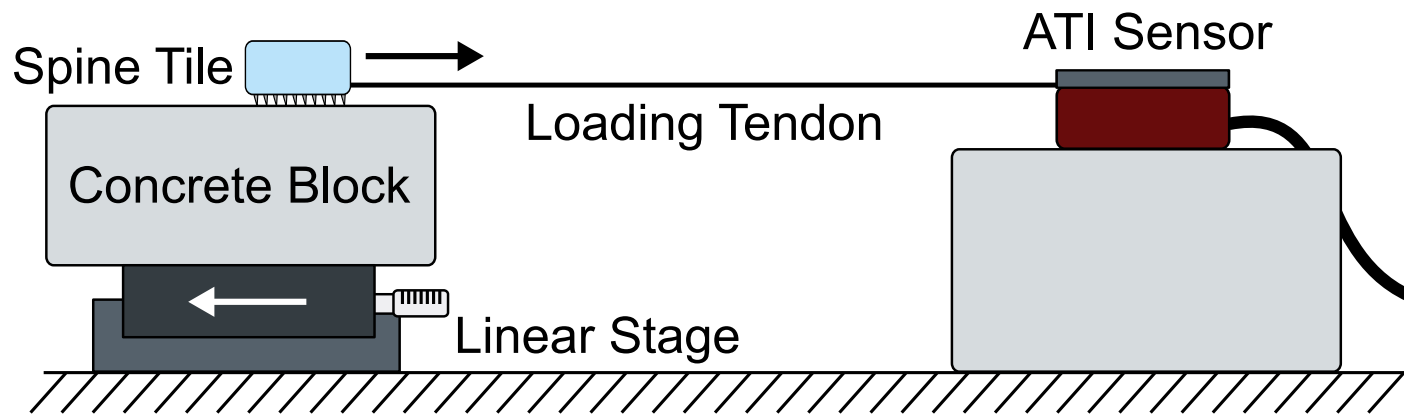 ATI Sensor
Spine Tile
Loading Tendon
Concrete Block
Linear Stage